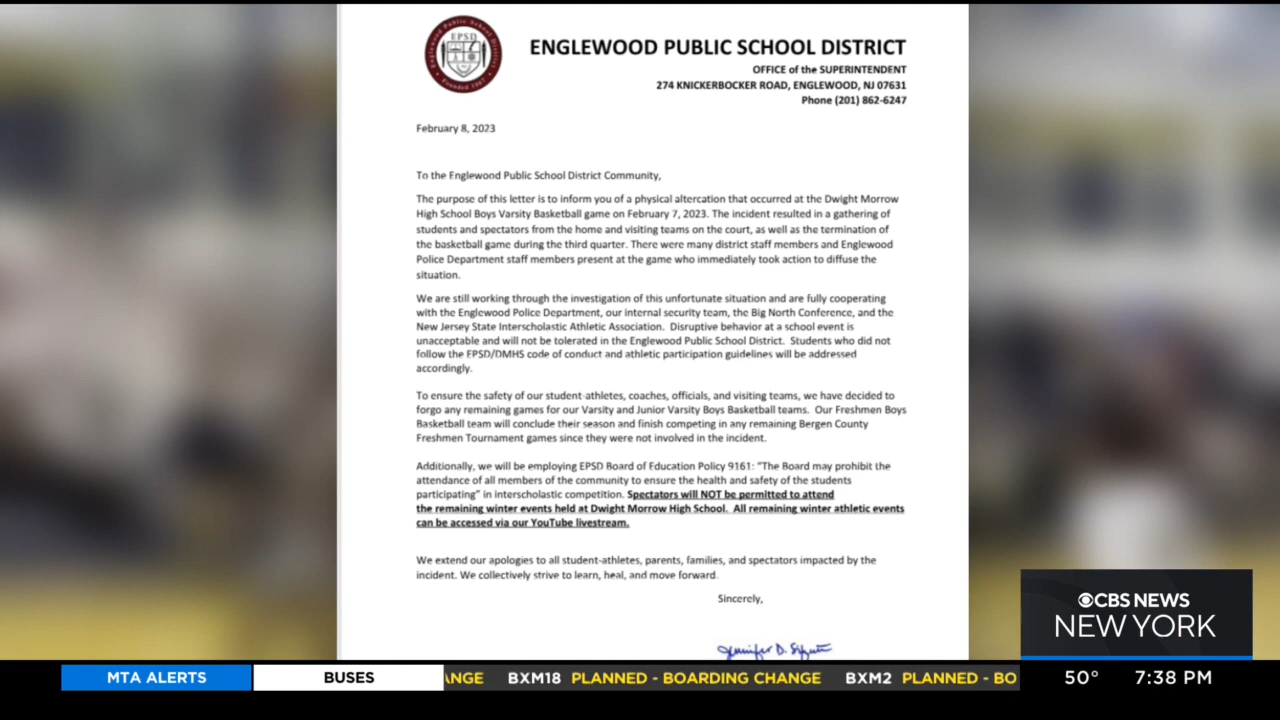 EPSD
ENGLEWOOD PUBLIC SCHOOL DISTRICT
OFFICE of the SUPERINTENDENT
274 KNICKERBOCKER ROAD, ENGLEWOOD, NJ 07631
Phone (201) 862-6247
February 8, 2023
To the Englewood Public School District Community,
The purpose of this letter is to inform you of a physical altercation that occurred at the Dwight Morrow
High School Boys Varsity Basketball game on February 7, 2023. The incident resulted in a gathering of
students and spectators from the home and visiting teams on the court, as well as the termination of
the basketball game during the third quarter. There were many district staff members and Englewood
Police Department staff members present at the game who immediately took action to diffuse the
situation.
We are still working through the investigation of this unfortunate situation and are fully cooperating
with the Englewood Police Department, our internal security team, the Big North Conference, and the
New Jersey State Interscholastic Athletic Association. Disruptive behavior at a school event is
unacceptable and will not be tolerated in the Englewood Public School District. Students who did not
follow the EPSD/DMHS code of conduct and athletic participation guidelines will be addressed
accordingly.
To ensure the safety of our student-athletes, coaches, officials, and visiting teams, we have decided to
forgo any remaining games for our Varsity and Junior Varsity Boys Basketball teams. Our Freshmen Boys
Basketball team will conclude their season and finish competing in any remaining Bergen County
Freshmen Tournament games since they were not involved in the incident.
Additionally, we will be employing EPSD Board of Education Policy 9161: "The Board may prohibit the
attendance of all members of the community to ensure the health and safety of the students
participating" in interscholastic competition. Spectators will NOT be permitted to attend
the remaining winter events held at Dwight Morrow High School. All remaining winter athletic events
can be accessed via our YouTube livestream.
We extend our apologies to all student-athletes, parents, families, and spectators impacted by the
incident. We collectively strive to learn, heal, and move forward.
Sincerely,
Jennifer D.
CBS NEWS
NEW YORK
MTA ALERTS BUSES ANGE BXM18 PLANNED - BOARDING CHANGE BXM2 PLANNED - BO 50° 7:38 PM